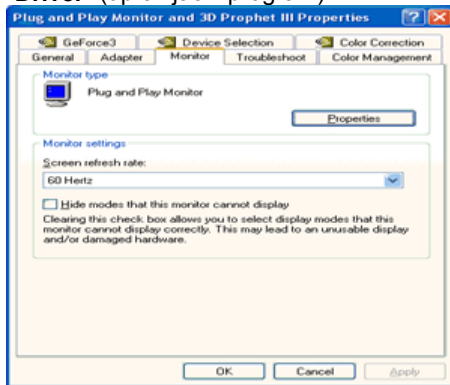 Plug and Play Monitor and 3D Prophet III Properties
GeForce3 Device Selection Color Correction
General Adapter Monitor Troubleshoot Color Management
Monitor type
Plug and Play Monitor
Properties
Monitor settings
Screen refresh rate:
60 Hertz
Hide modes that this monitor cannot display
Clearing this check box allows you to select display modes that this
monitor cannot display correctly. This may lead to an unusable display
and/or damaged hardware.
OK Cancel Apply